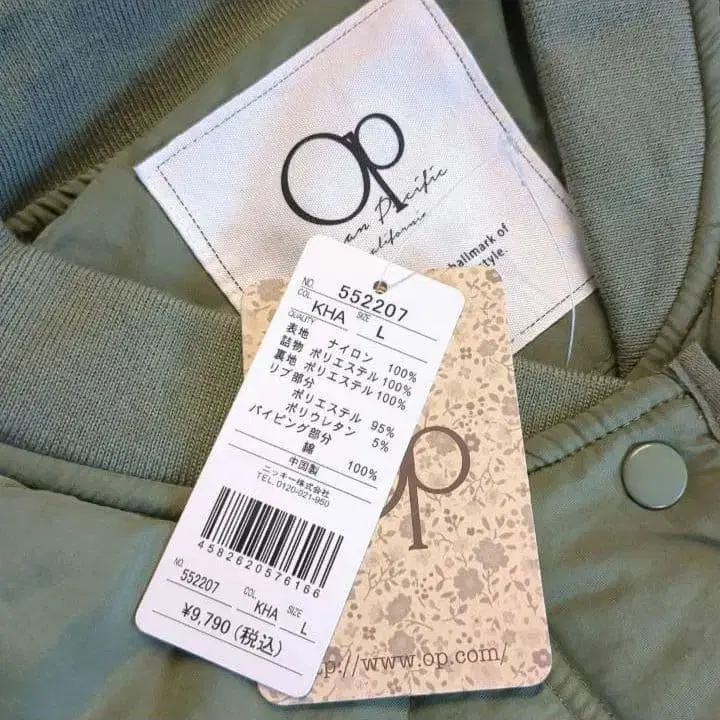 Op
Pacific
California
hallmark of
style.
NO. 552207
COL. KHA SIZE L
QUALITY
表地 ナイロン 100%
詰物 ポリエステル 100%
裏地 ポリエステル 100%
リブ部分
ポリエステル 95%
ポリウレタン 5%
パイピング部分
綿 100%
中国製
ニッキー株式会社
TEL.0120-021-950
4582620576166
NO. 552207 COL. KHA SIZE L
¥9,790(税込)
op
://www.op.com/